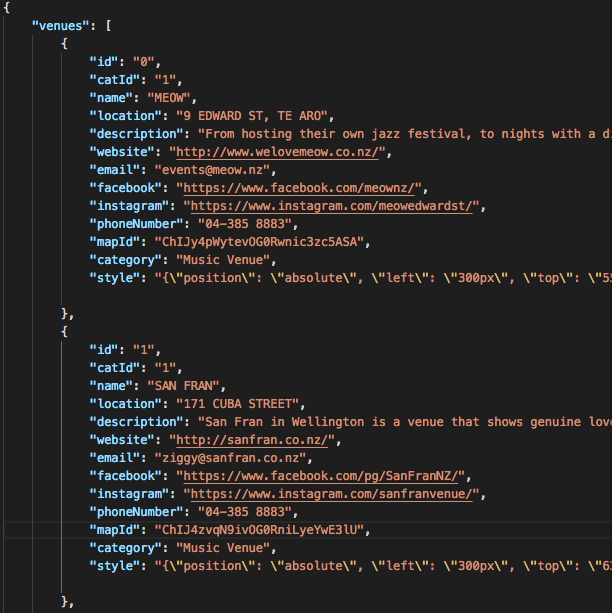 {
"venues": [
{
"id": "0",
"catId": "1",
"name": "MEOW",
"location": "9 EDWARD ST, TE ARO",
"description": "From hosting their own jazz festival, to nights with a di
"website": "http://www.welovemeow.co.nz/",
"email": "events@meow.nz",
"facebook": "https://www.facebook.com/meownz/",
"instagram": "https://www.instagram.com/meowedwardst/",
"phoneNumber": "04-385 8883",
"mapId": "ChIJy4pWytevOG0Rwnic3zc5ASA",
"category": "Music Venue",
"style": "{\"position\": \"absolute\", \"left\": \"300px\", \"top\": \"55
},
{
"id": "1",
"catId": "1",
"name": "SAN FRAN",
"location": "171 CUBA STREET",
"description": "San Fran in Wellington is a venue that shows genuine love
"website": "http://sanfran.co.nz/",
"email": "ziggy@sanfran.co.nz",
"facebook": "https://www.facebook.com/pg/SanFranNZ/",
"instagram": "https://www.instagram.com/sanfranvenue/",
"phoneNumber": "04-385 8883",
"mapId": "ChIJ4zvqN9ivOG0RniLyeYwE3lU",
"category": "Music Venue",
"style": "{\"position\": \"absolute\", \"left\": \"300px\", \"top\": \"63
},